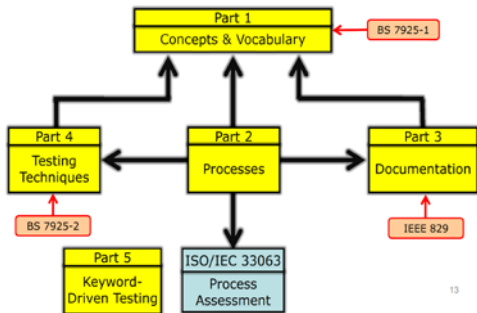 Part 1
Concepts & Vocabulary
BS 7925-1
Part 4
Testing
Techniques
Part 2
Processes
Part 3
Documentation
BS 7925-2
IEEE 829
Part 5
Keyword-
Driven Testing
ISO/IEC 33063
Process
Assessment
13